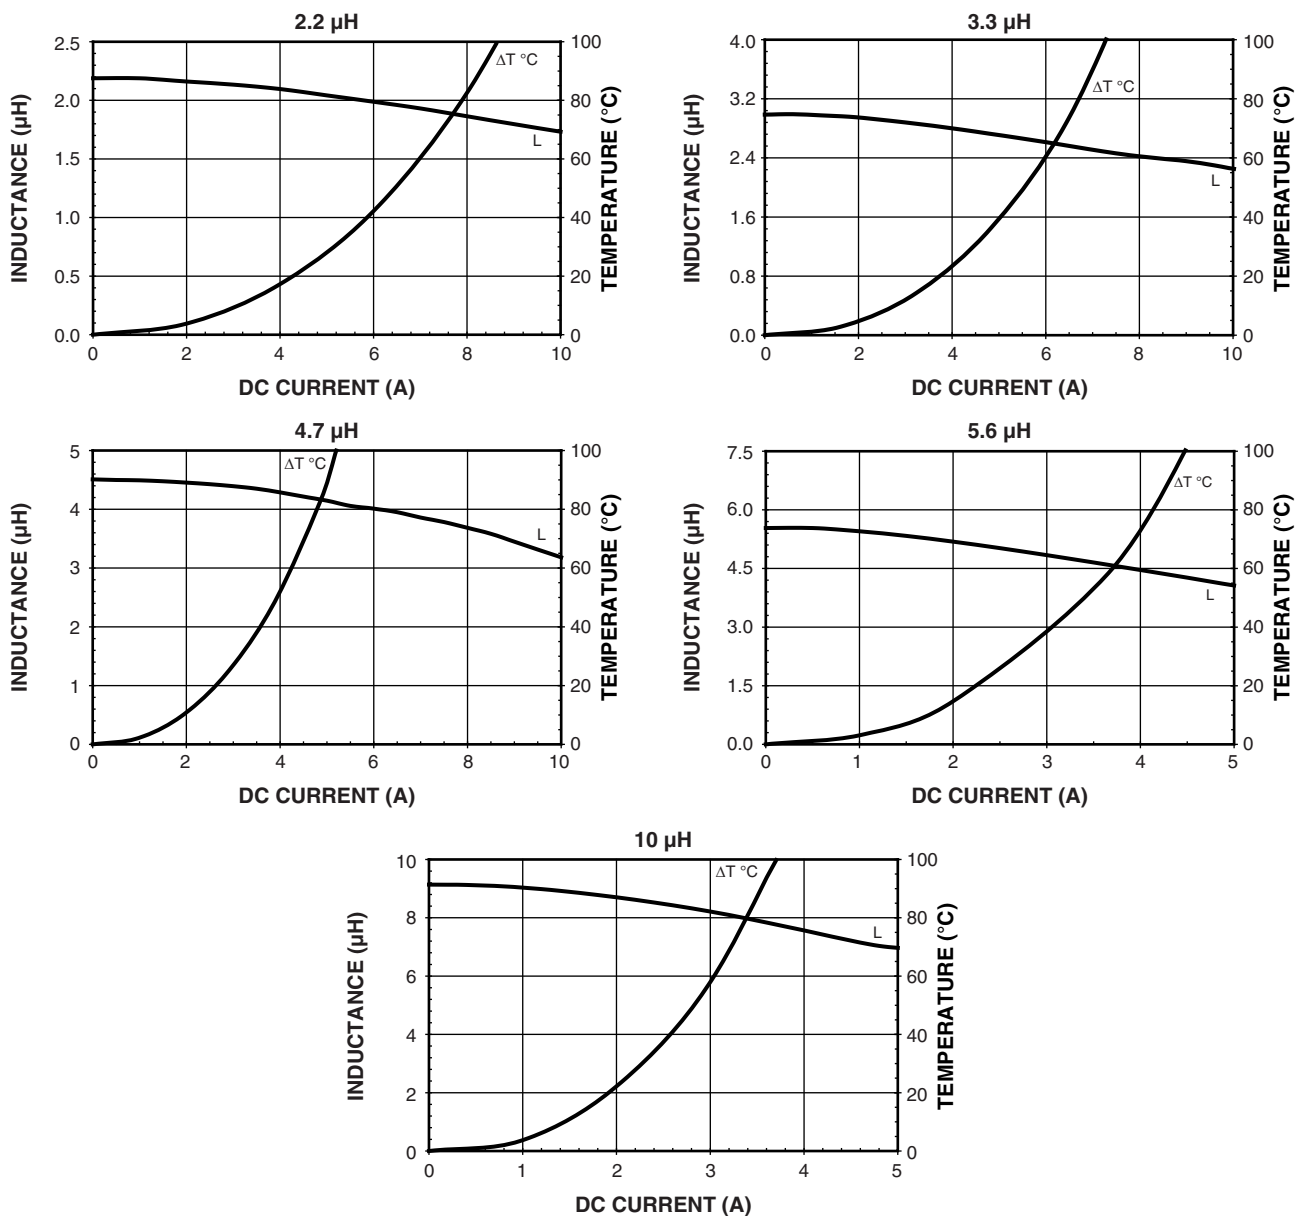 2.2 µH
INDUCTANCE (µH)
2.5
2.0
1.5
1.0
0.5
0.0
ΔT °C
L
100
80
60
40
20
0
TEMPERATURE (°C)
0 2 4 6 8 10
DC CURRENT (A)
3.3 µH
INDUCTANCE (µH)
4.0
3.2
2.4
1.6
0.8
0.0
ΔT °C
L
100
80
60
40
20
0
TEMPERATURE (°C)
0 2 4 6 8 10
DC CURRENT (A)
4.7 µH
INDUCTANCE (µH)
5
4
3
2
1
0
ΔT °C
L
100
80
60
40
20
0
TEMPERATURE (°C)
0 2 4 6 8 10
DC CURRENT (A)
5.6 µH
INDUCTANCE (µH)
7.5
6.0
4.5
3.0
1.5
0.0
ΔT °C
L
100
80
60
40
20
0
TEMPERATURE (°C)
0 1 2 3 4 5
DC CURRENT (A)
10 µH
INDUCTANCE (µH)
10
8
6
4
2
0
ΔT °C
L
100
80
60
40
20
0
TEMPERATURE (°C)
0 1 2 3 4 5
DC CURRENT (A)